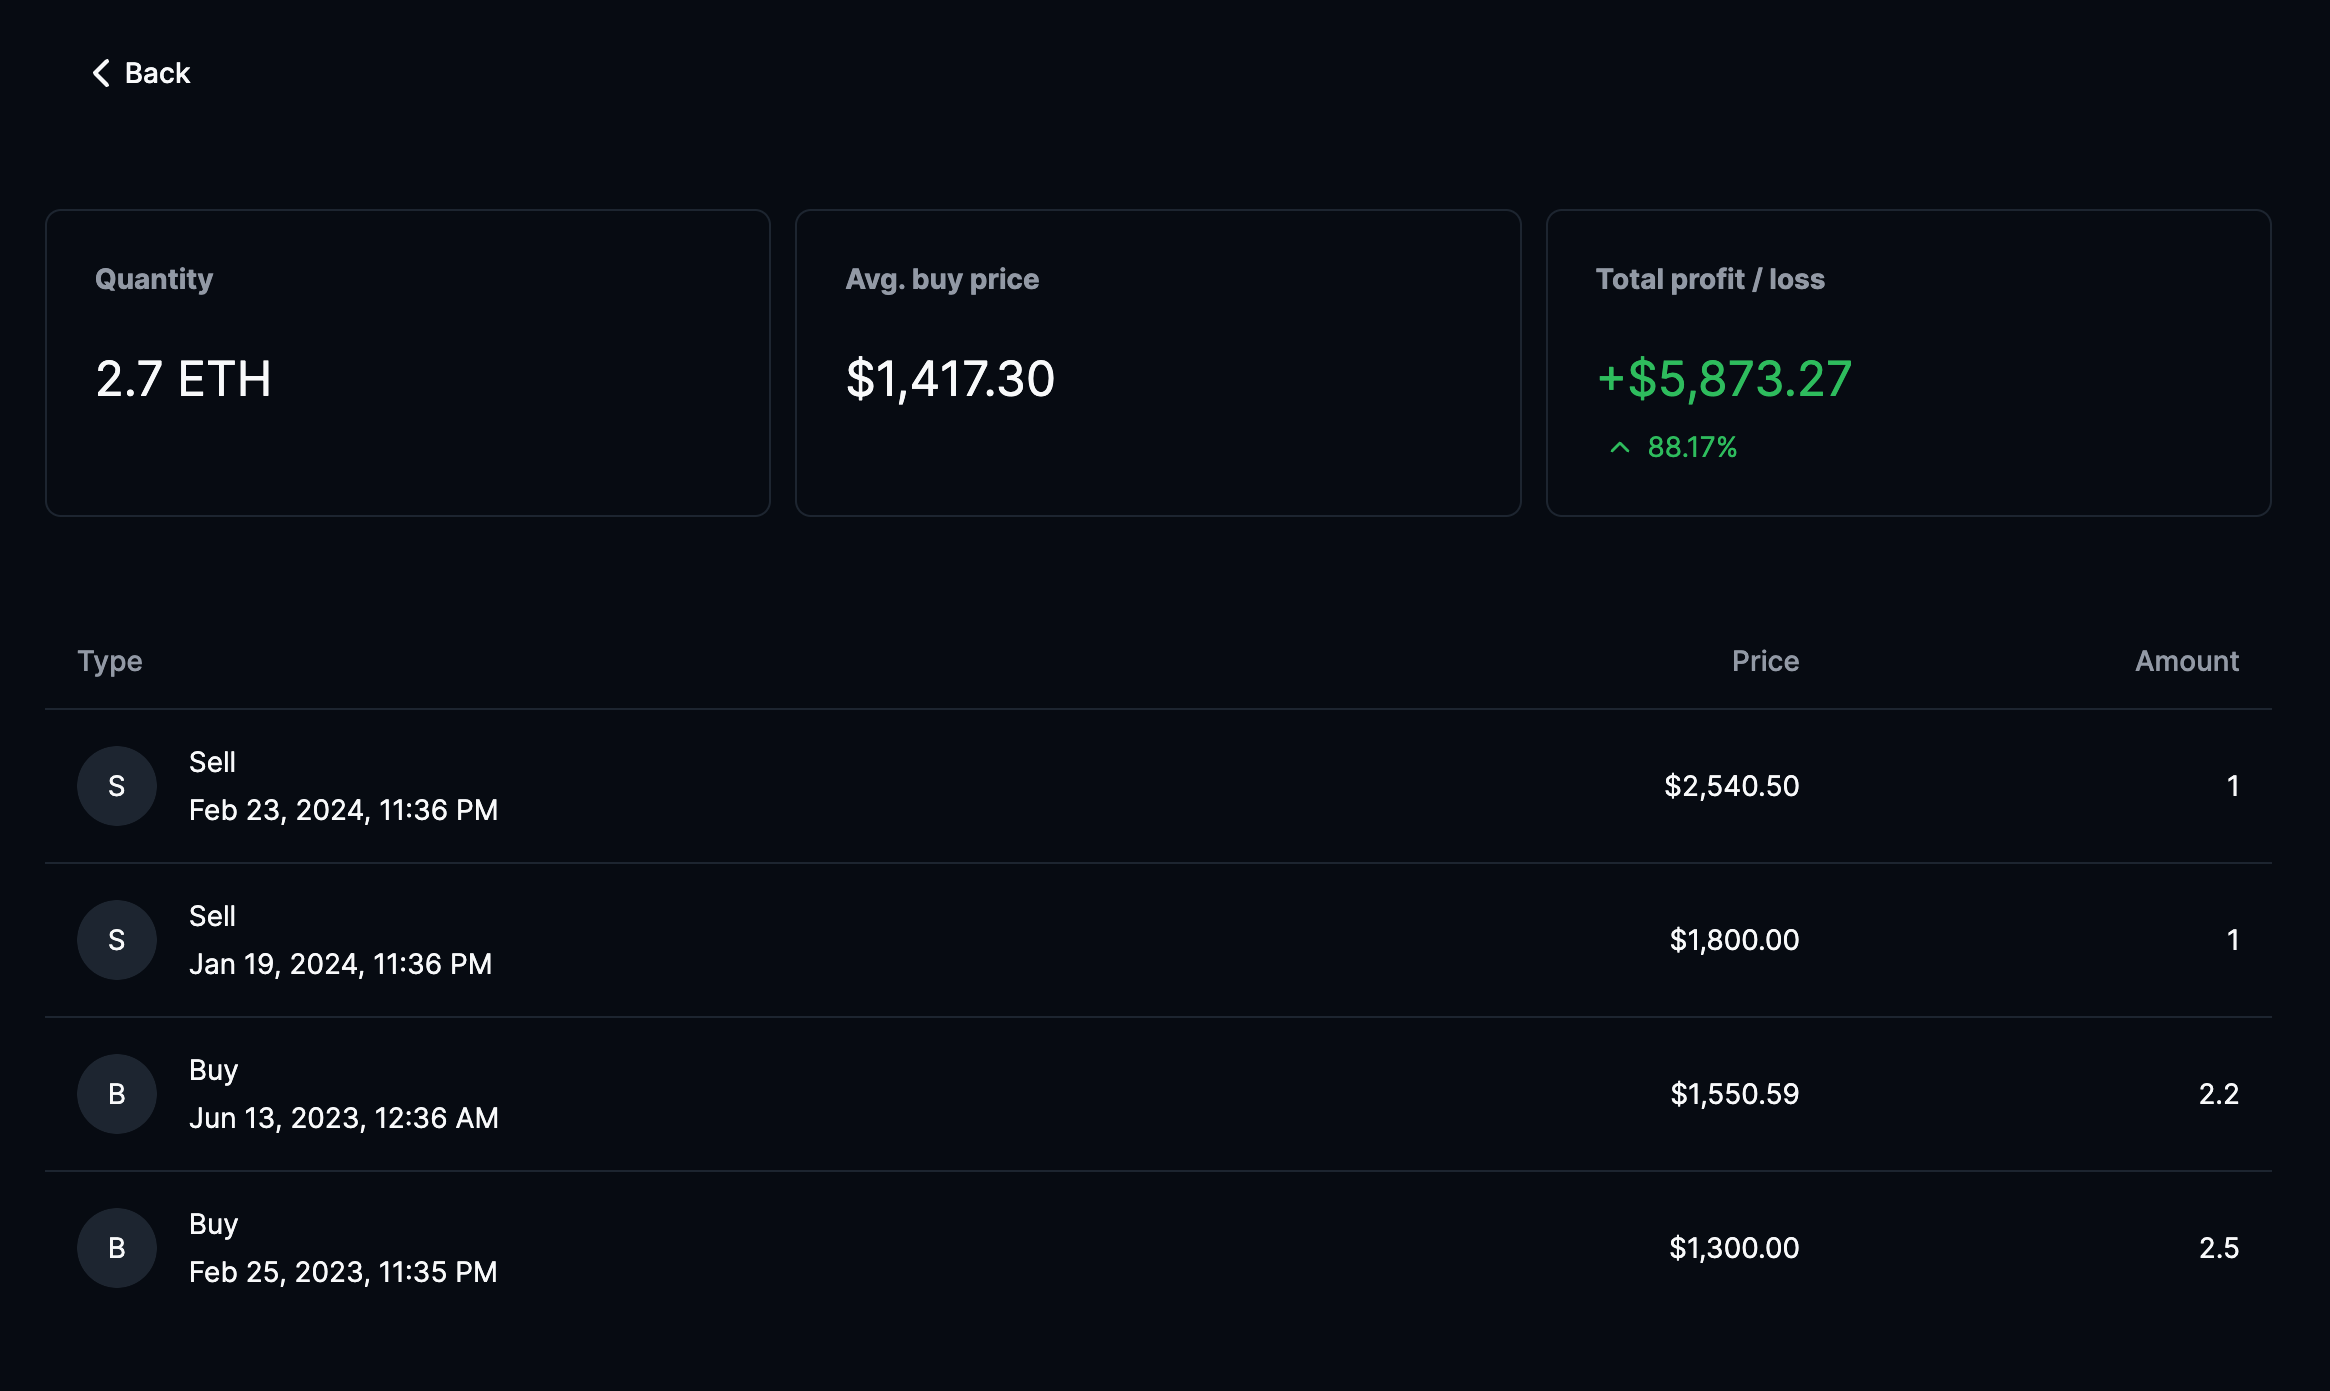 Back
Quantity
2.7 ETH
Avg. buy price
$1,417.30
Total profit / loss
+$5,873.27
88.17%
Type Price Amount
S
Sell
Feb 23, 2024, 11:36 PM
$2,540.50
1
S
Sell
Jan 19, 2024, 11:36 PM
$1,800.00
1
B
Buy
Jun 13, 2023, 12:36 AM
$1,550.59
2.2
B
Buy
Feb 25, 2023, 11:35 PM
$1,300.00
2.5